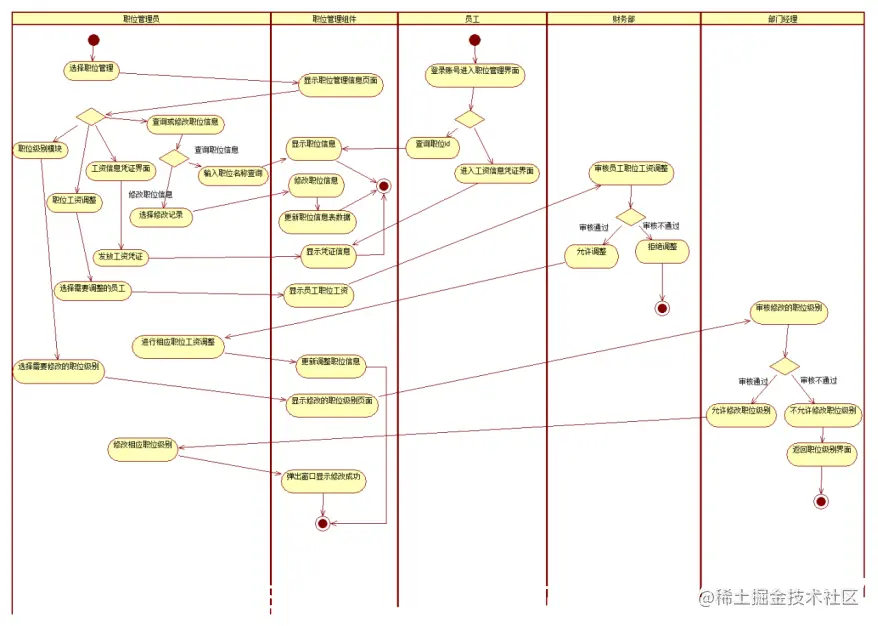 职位管理员
职位管理组件
员工
财务部
部门经理
选择职位管理
显示职位管理信息页面
登录账号进入职位管理界面
查询或修改职位信息
职位级别模块
查询职位信息
显示职位信息
查询职位id
工资信息凭证界面
输入职位名称查询
进入工资信息凭证界面
审核员工职位工资调整
修改职位信息
修改职位信息
职位工资调整
选择修改记录
更新职位信息表数据
审核通过
审核不通过
发放工资凭证
显示凭证信息
允许调整
拒绝调整
选择需要调整的员工
显示员工职位工资
审核修改的职位级别
进行相应职位工资调整
更新调整职位信息
选择需要修改的职位级别
审核通过
审核不通过
显示修改的职位级别页面
允许修改职位级别
不允许修改职位级别
修改相应职位级别
返回职位级别界面
弹出窗口显示修改成功
@稀土掘金技术社区